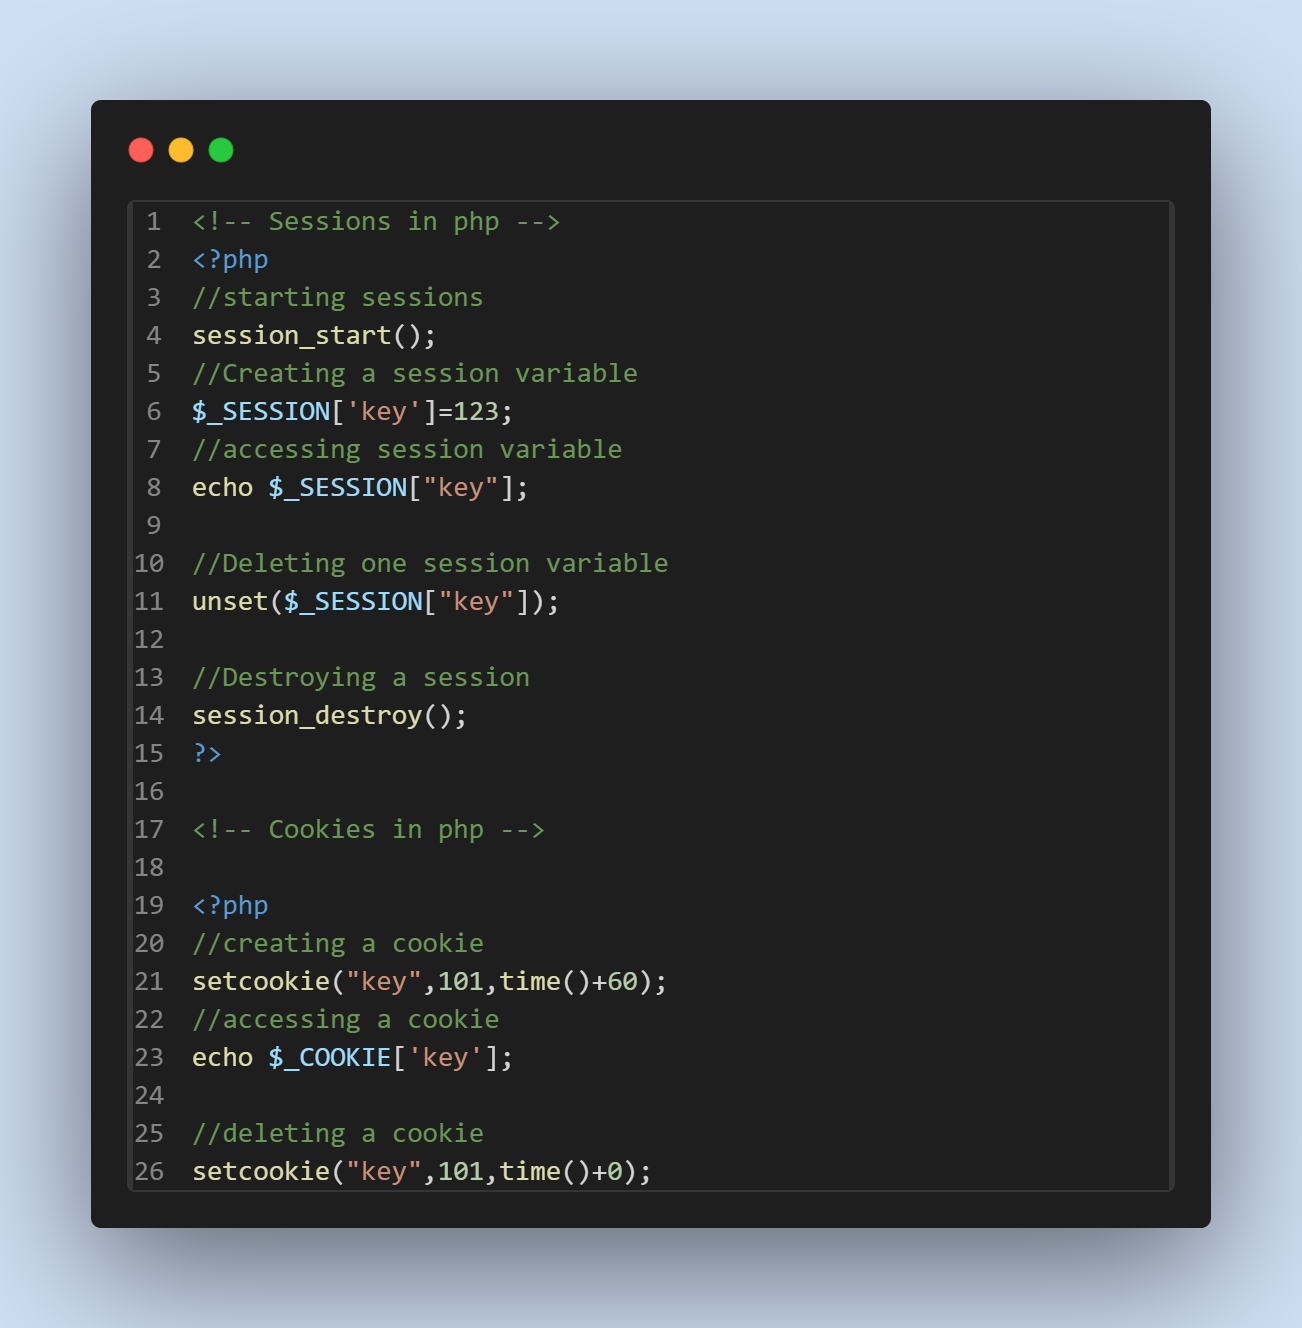 1 <!-- Sessions in php -->
2 <?php
3 //starting sessions
4 session_start();
5 //Creating a session variable
6 $_SESSION['key']=123;
7 //accessing session variable
8 echo $_SESSION["key"];
9
10 //Deleting one session variable
11 unset($_SESSION["key"]);
12
13 //Destroying a session
14 session_destroy();
15 ?>
16
17 <!-- Cookies in php -->
18
19 <?php
20 //creating a cookie
21 setcookie("key",101,time()+60);
22 //accessing a cookie
23 echo $_COOKIE['key'];
24
25 //deleting a cookie
26 setcookie("key",101,time()+0);